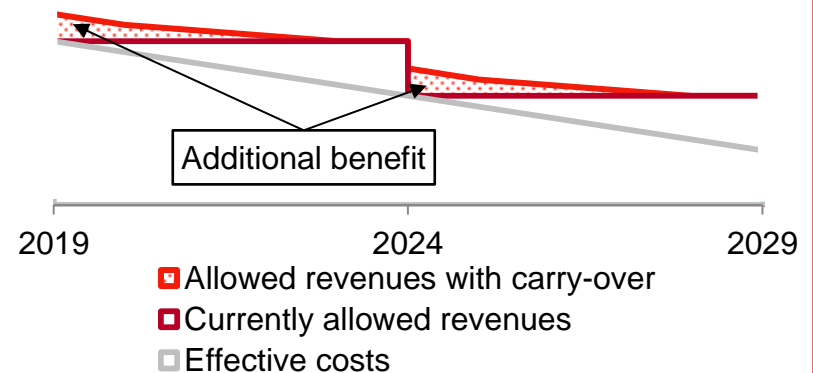 Additional benefit
2019 2024 2029
Allowed revenues with carry-over
Currently allowed revenues
Effective costs